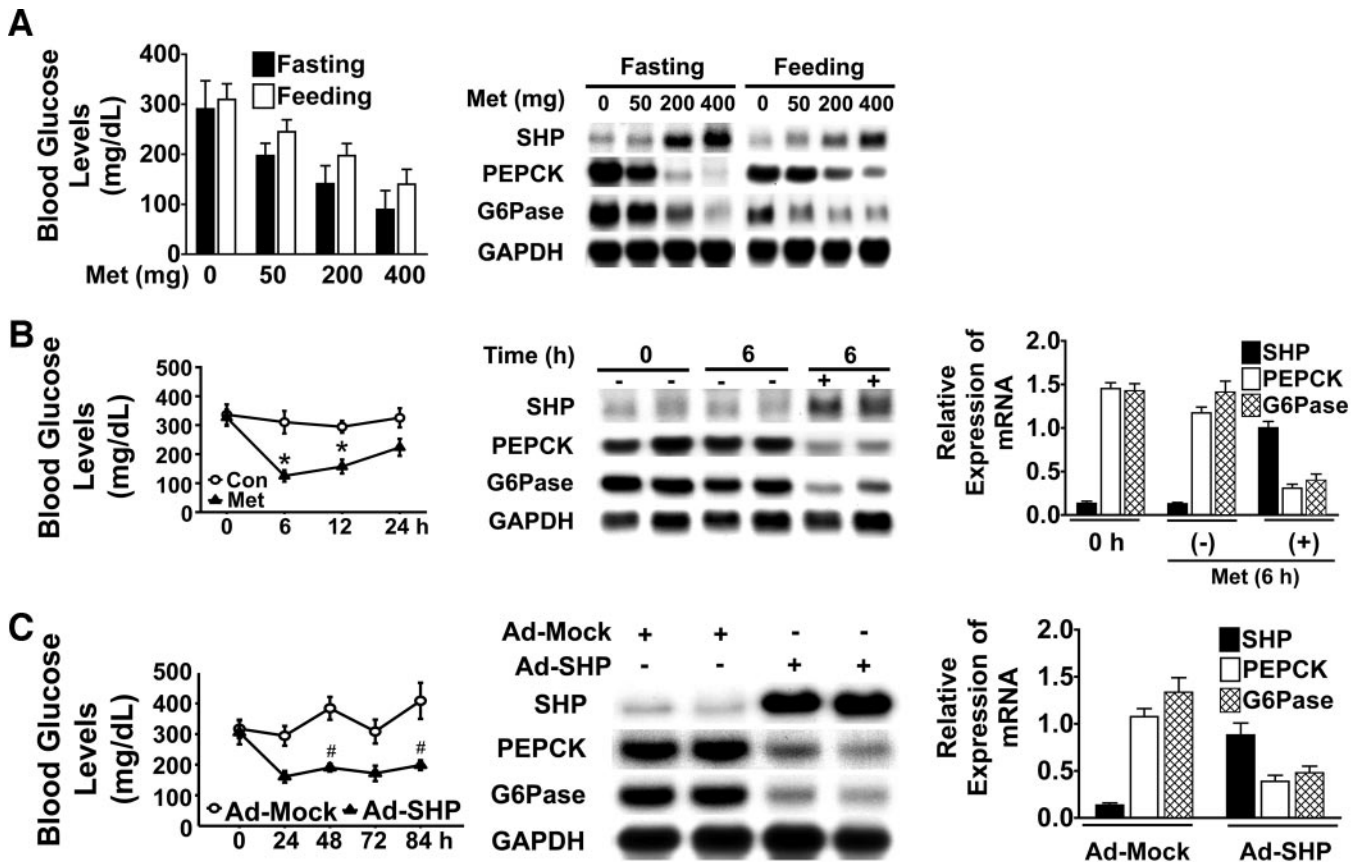 A
Blood Glucose
Levels
(mg/dL)
400
300
200
100
0
Fasting
Feeding
Met (mg) 0 50 200 400
Fasting Feeding
Met (mg) 0 50 200 400 0 50 200 400
SHP
PEPCK
G6Pase
GAPDH
B
Blood Glucose
Levels
(mg/dL)
500
400
300
200
100
0
* *
Con
Met
0 6 12 24 h
Time (h) 0 6 6
- - - - + +
SHP
PEPCK
G6Pase
GAPDH
Relative
Expression of
mRNA
2.0
1.5
1.0
0.5
0.0
SHP
PEPCK
G6Pase
0 h (-) (+)
Met (6 h)
C
Blood Glucose
Levels
(mg/dL)
500
400
300
200
100
0
# #
Ad-Mock Ad-SHP
0 24 48 72 84 h
Ad-Mock + + - -
Ad-SHP - - + +
SHP
PEPCK
G6Pase
GAPDH
Relative
Expression of
mRNA
2.0
1.5
1.0
0.5
0.0
SHP
PEPCK
G6Pase
Ad-Mock Ad-SHP